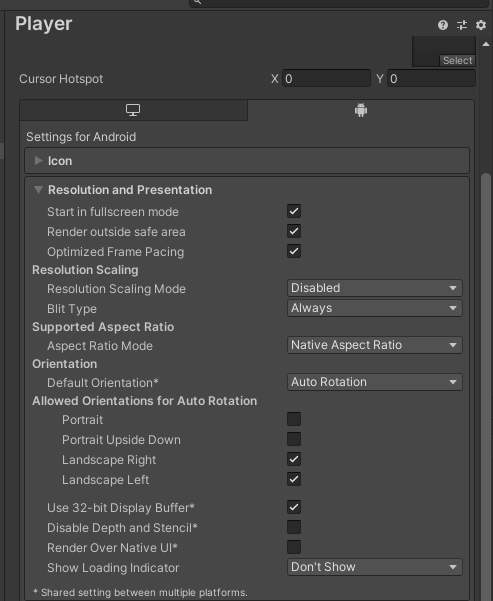 Player
Select
Cursor Hotspot X 0 Y 0
Settings for Android
Icon
Resolution and Presentation
Start in fullscreen mode
Render outside safe area
Optimized Frame Pacing
Resolution Scaling
Resolution Scaling Mode Disabled
Blit Type Always
Supported Aspect Ratio
Aspect Ratio Mode Native Aspect Ratio
Orientation
Default Orientation* Auto Rotation
Allowed Orientations for Auto Rotation
Portrait
Portrait Upside Down
Landscape Right
Landscape Left
Use 32-bit Display Buffer*
Disable Depth and Stencil*
Render Over Native UI*
Show Loading Indicator Don't Show
* Shared setting between multiple platforms.